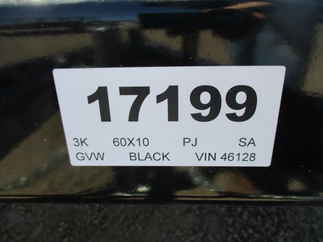 17199
3K 60X10 PJ SA
GVW BLACK VIN 46128